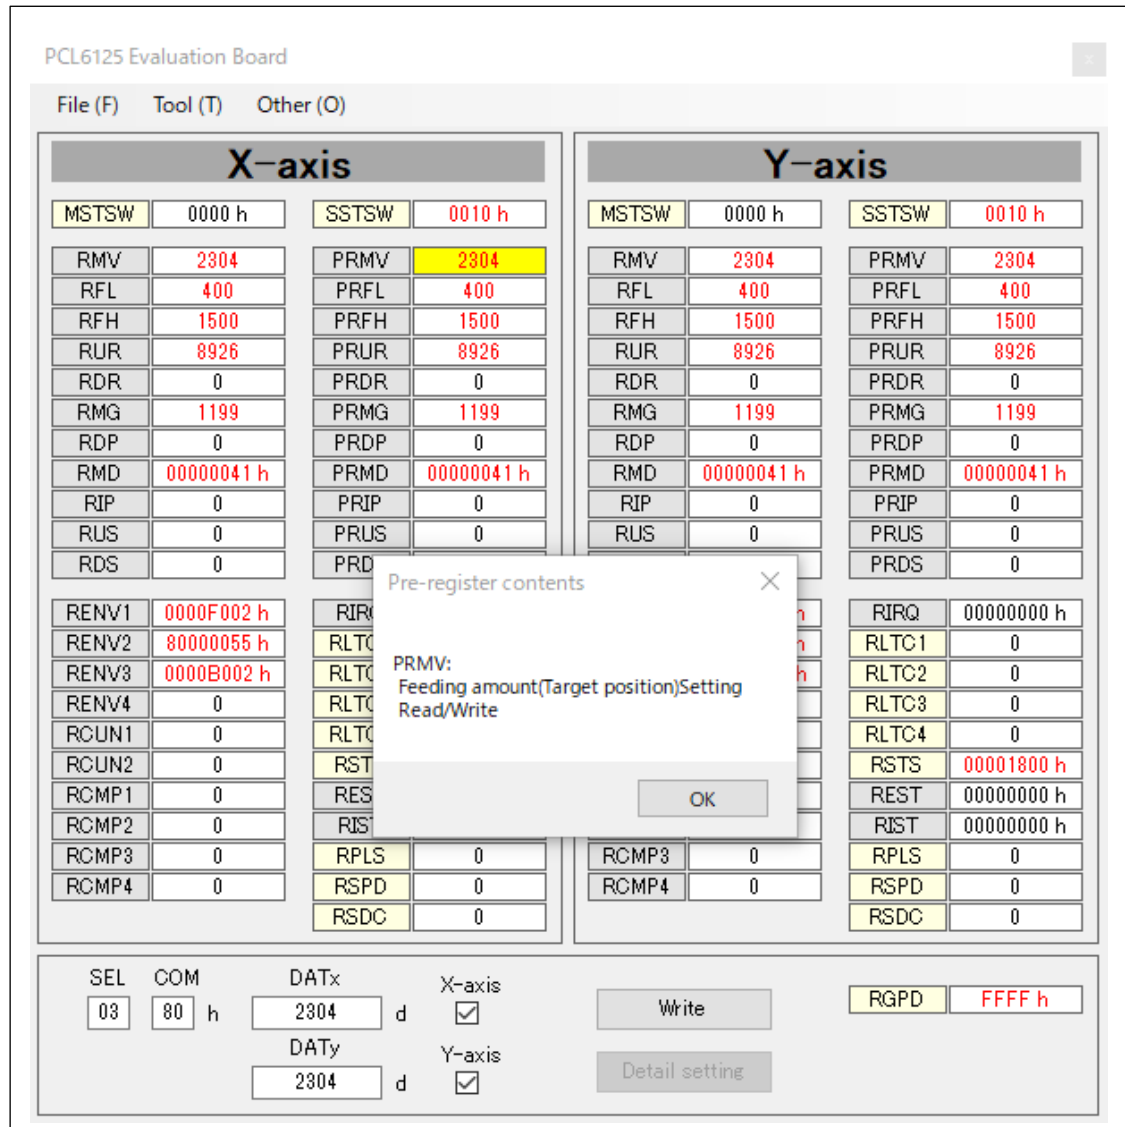 PCL6125 Evaluation Board
x
File (F) Tool (T) Other (O)
X-axis Y-axis
MSTSW 0000 h SSTSW 0010 h MSTSW 0000 h SSTSW 0010 h
RMV 2304 PRMV 2304 RMV 2304 PRMV 2304
RFL 400 PRFL 400 RFL 400 PRFL 400
RFH 1500 PRFH 1500 RFH 1500 PRFH 1500
RUR 8926 PRUR 8926 RUR 8926 PRUR 8926
RDR 0 PRDR 0 RDR 0 PRDR 0
RMG 1199 PRMG 1199 RMG 1199 PRMG 1199
RDP 0 PRDP 0 RDP 0 PRDP 0
RMD 00000041 h PRMD 00000041 h RMD 00000041 h PRMD 00000041 h
RIP 0 PRIP 0 RIP 0 PRIP 0
RUS 0 PRUS 0 RUS 0 PRUS 0
RDS 0 PRD PRDS 0
Pre-register contents
RENV1 0000F002 h RIR h RIRQ 00000000 h
RENV2 80000055 h RLT h RLTC1 0
RENV3 0000B002 h RLT h RLTC2 0
PRMV:
Feeding amount(Target position)Setting
Read/Write
RENV4 0 RLT RLTC3 0
RCUN1 0 RLT RLTC4 0
RCUN2 0 RST RSTS 00001800 h
RCMP1 0 RES REST 00000000 h
OK
RCMP2 0 RIS RIST 00000000 h
RCMP3 0 RPLS 0 RCMP3 0 RPLS 0
RCMP4 0 RSPD 0 RCMP4 0 RSPD 0
RSDC 0 RSDC 0
SEL COM DATx X-axis
03 80 h 2304 d Write RGPD FFFF h
DATy Y-axis
2304 d Detail setting